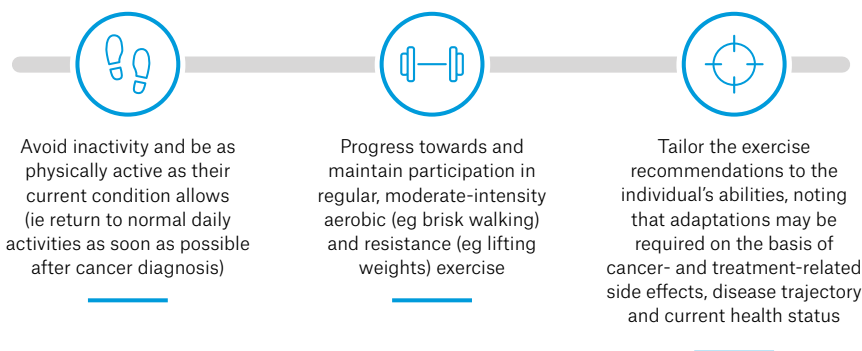 Avoid inactivity and be as
physically active as their
current condition allows
(ie return to normal daily
activities as soon as possible
after cancer diagnosis)
Progress towards and
maintain participation in
regular, moderate-intensity
aerobic (eg brisk walking)
and resistance (eg lifting
weights) exercise
Tailor the exercise
recommendations to the
individual’s abilities, noting
that adaptations may be
required on the basis of
cancer- and treatment-related
side effects, disease trajectory
and current health status